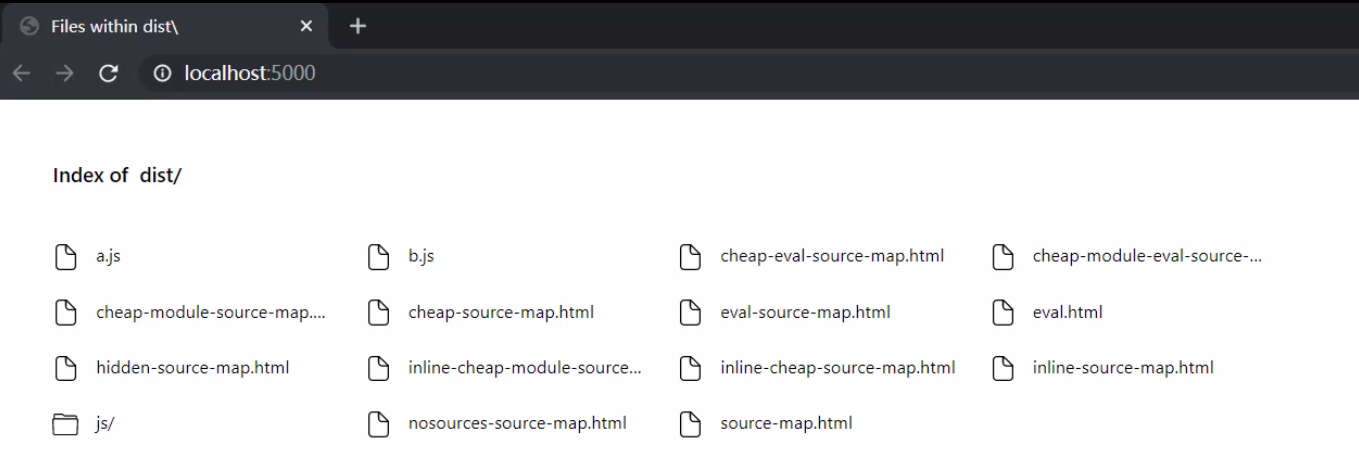 Files within dist\
localhost:5000
Index of dist/
a.js b.js cheap-eval-source-map.html cheap-module-eval-source-...
cheap-module-source-map.... cheap-source-map.html eval-source-map.html eval.html
hidden-source-map.html inline-cheap-module-source... inline-cheap-source-map.html inline-source-map.html
js/ nosources-source-map.html source-map.html